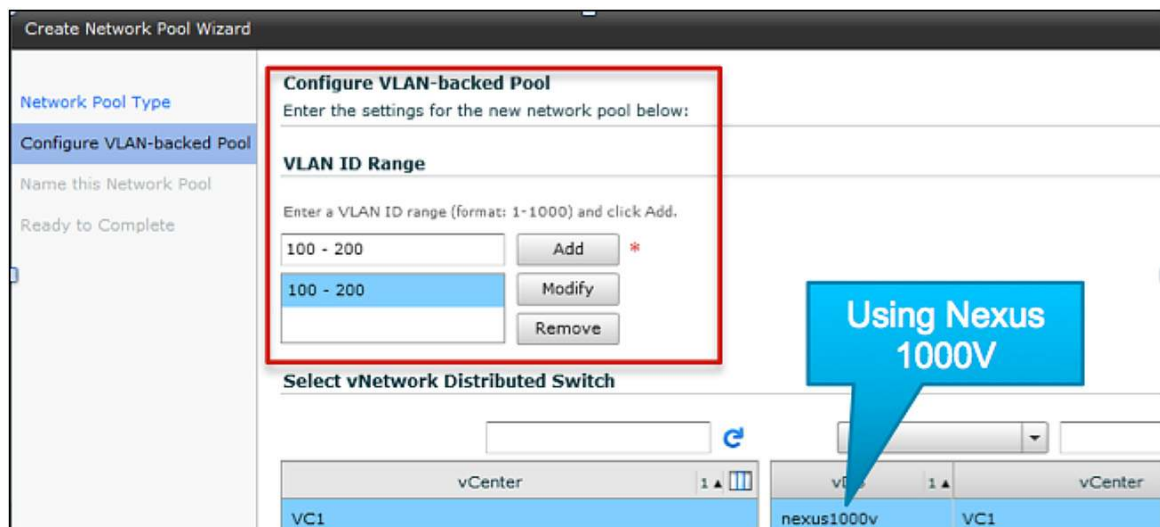 Create Network Pool Wizard
Network Pool Type
Configure VLAN-backed Pool
Name this Network Pool
Ready to Complete
Configure VLAN-backed Pool
Enter the settings for the new network pool below:
VLAN ID Range
Enter a VLAN ID range (format: 1-1000) and click Add.
100 - 200
Add *
100 - 200
Modify
Remove
Using Nexus
1000V
Select vNetwork Distributed Switch
vCenter 1
1 vCenter
VC1
nexus1000v VC1